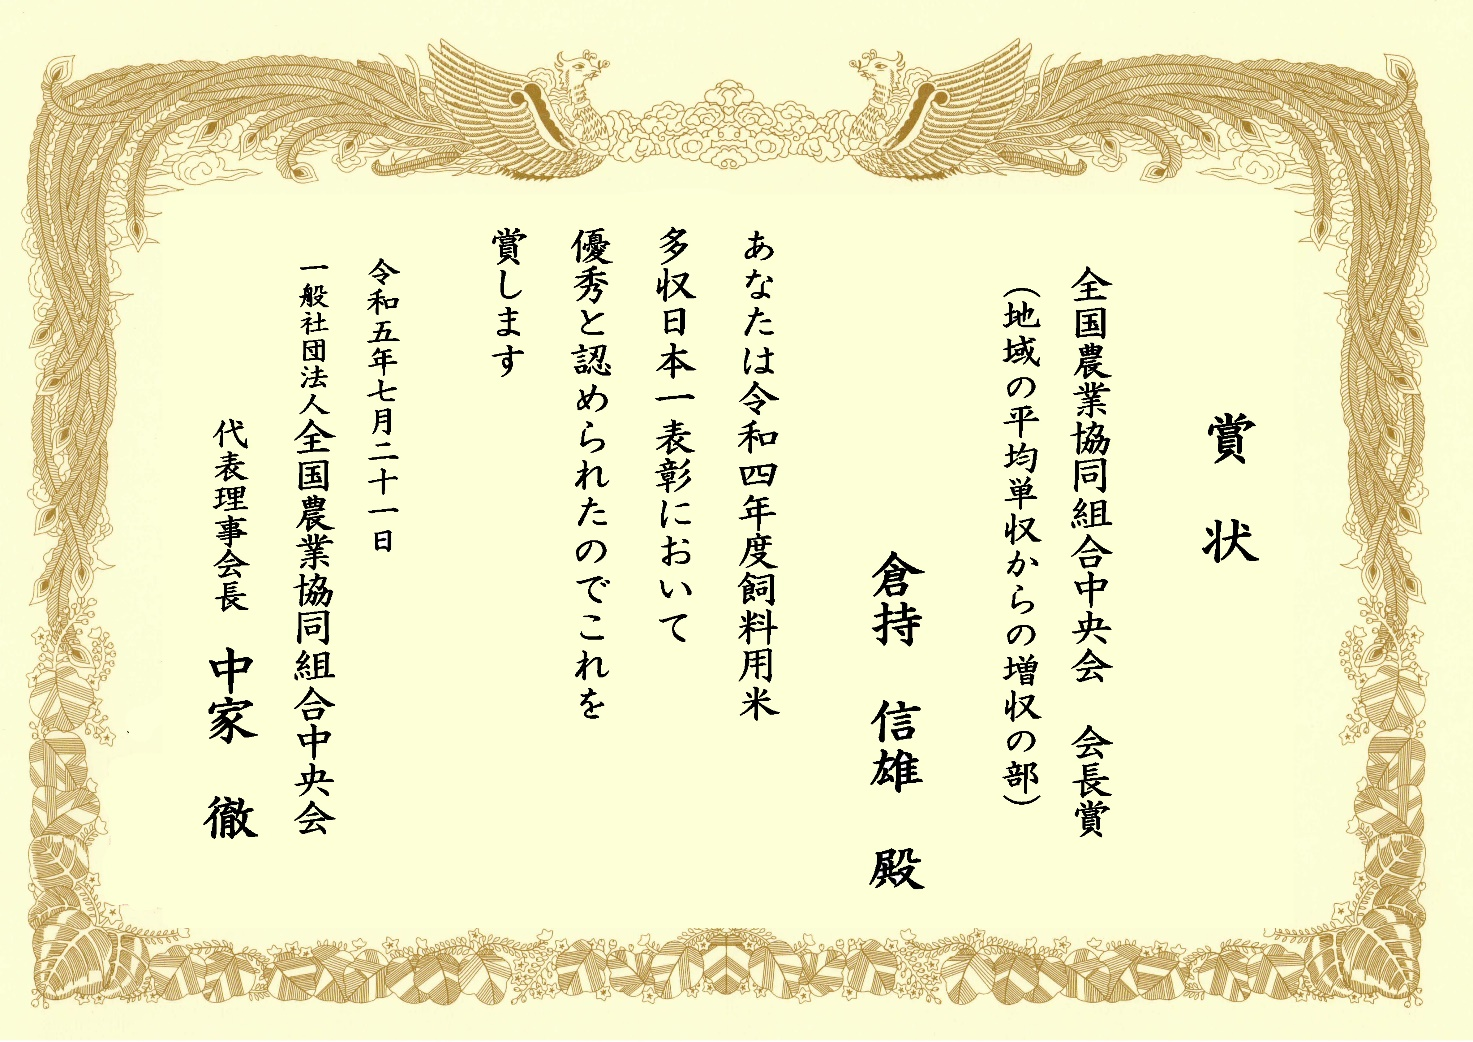 賞状
全国農業協同組合中央会　会長賞
（地域の平均単収からの増収の部）
倉持　信雄　殿
あなたは令和四年度飼料用米
多収日本一表彰において
優秀と認められたのでこれを
賞します
令和五年七月二十一日
一般社団法人全国農業協同組合中央会
代表理事会長　中家　徹